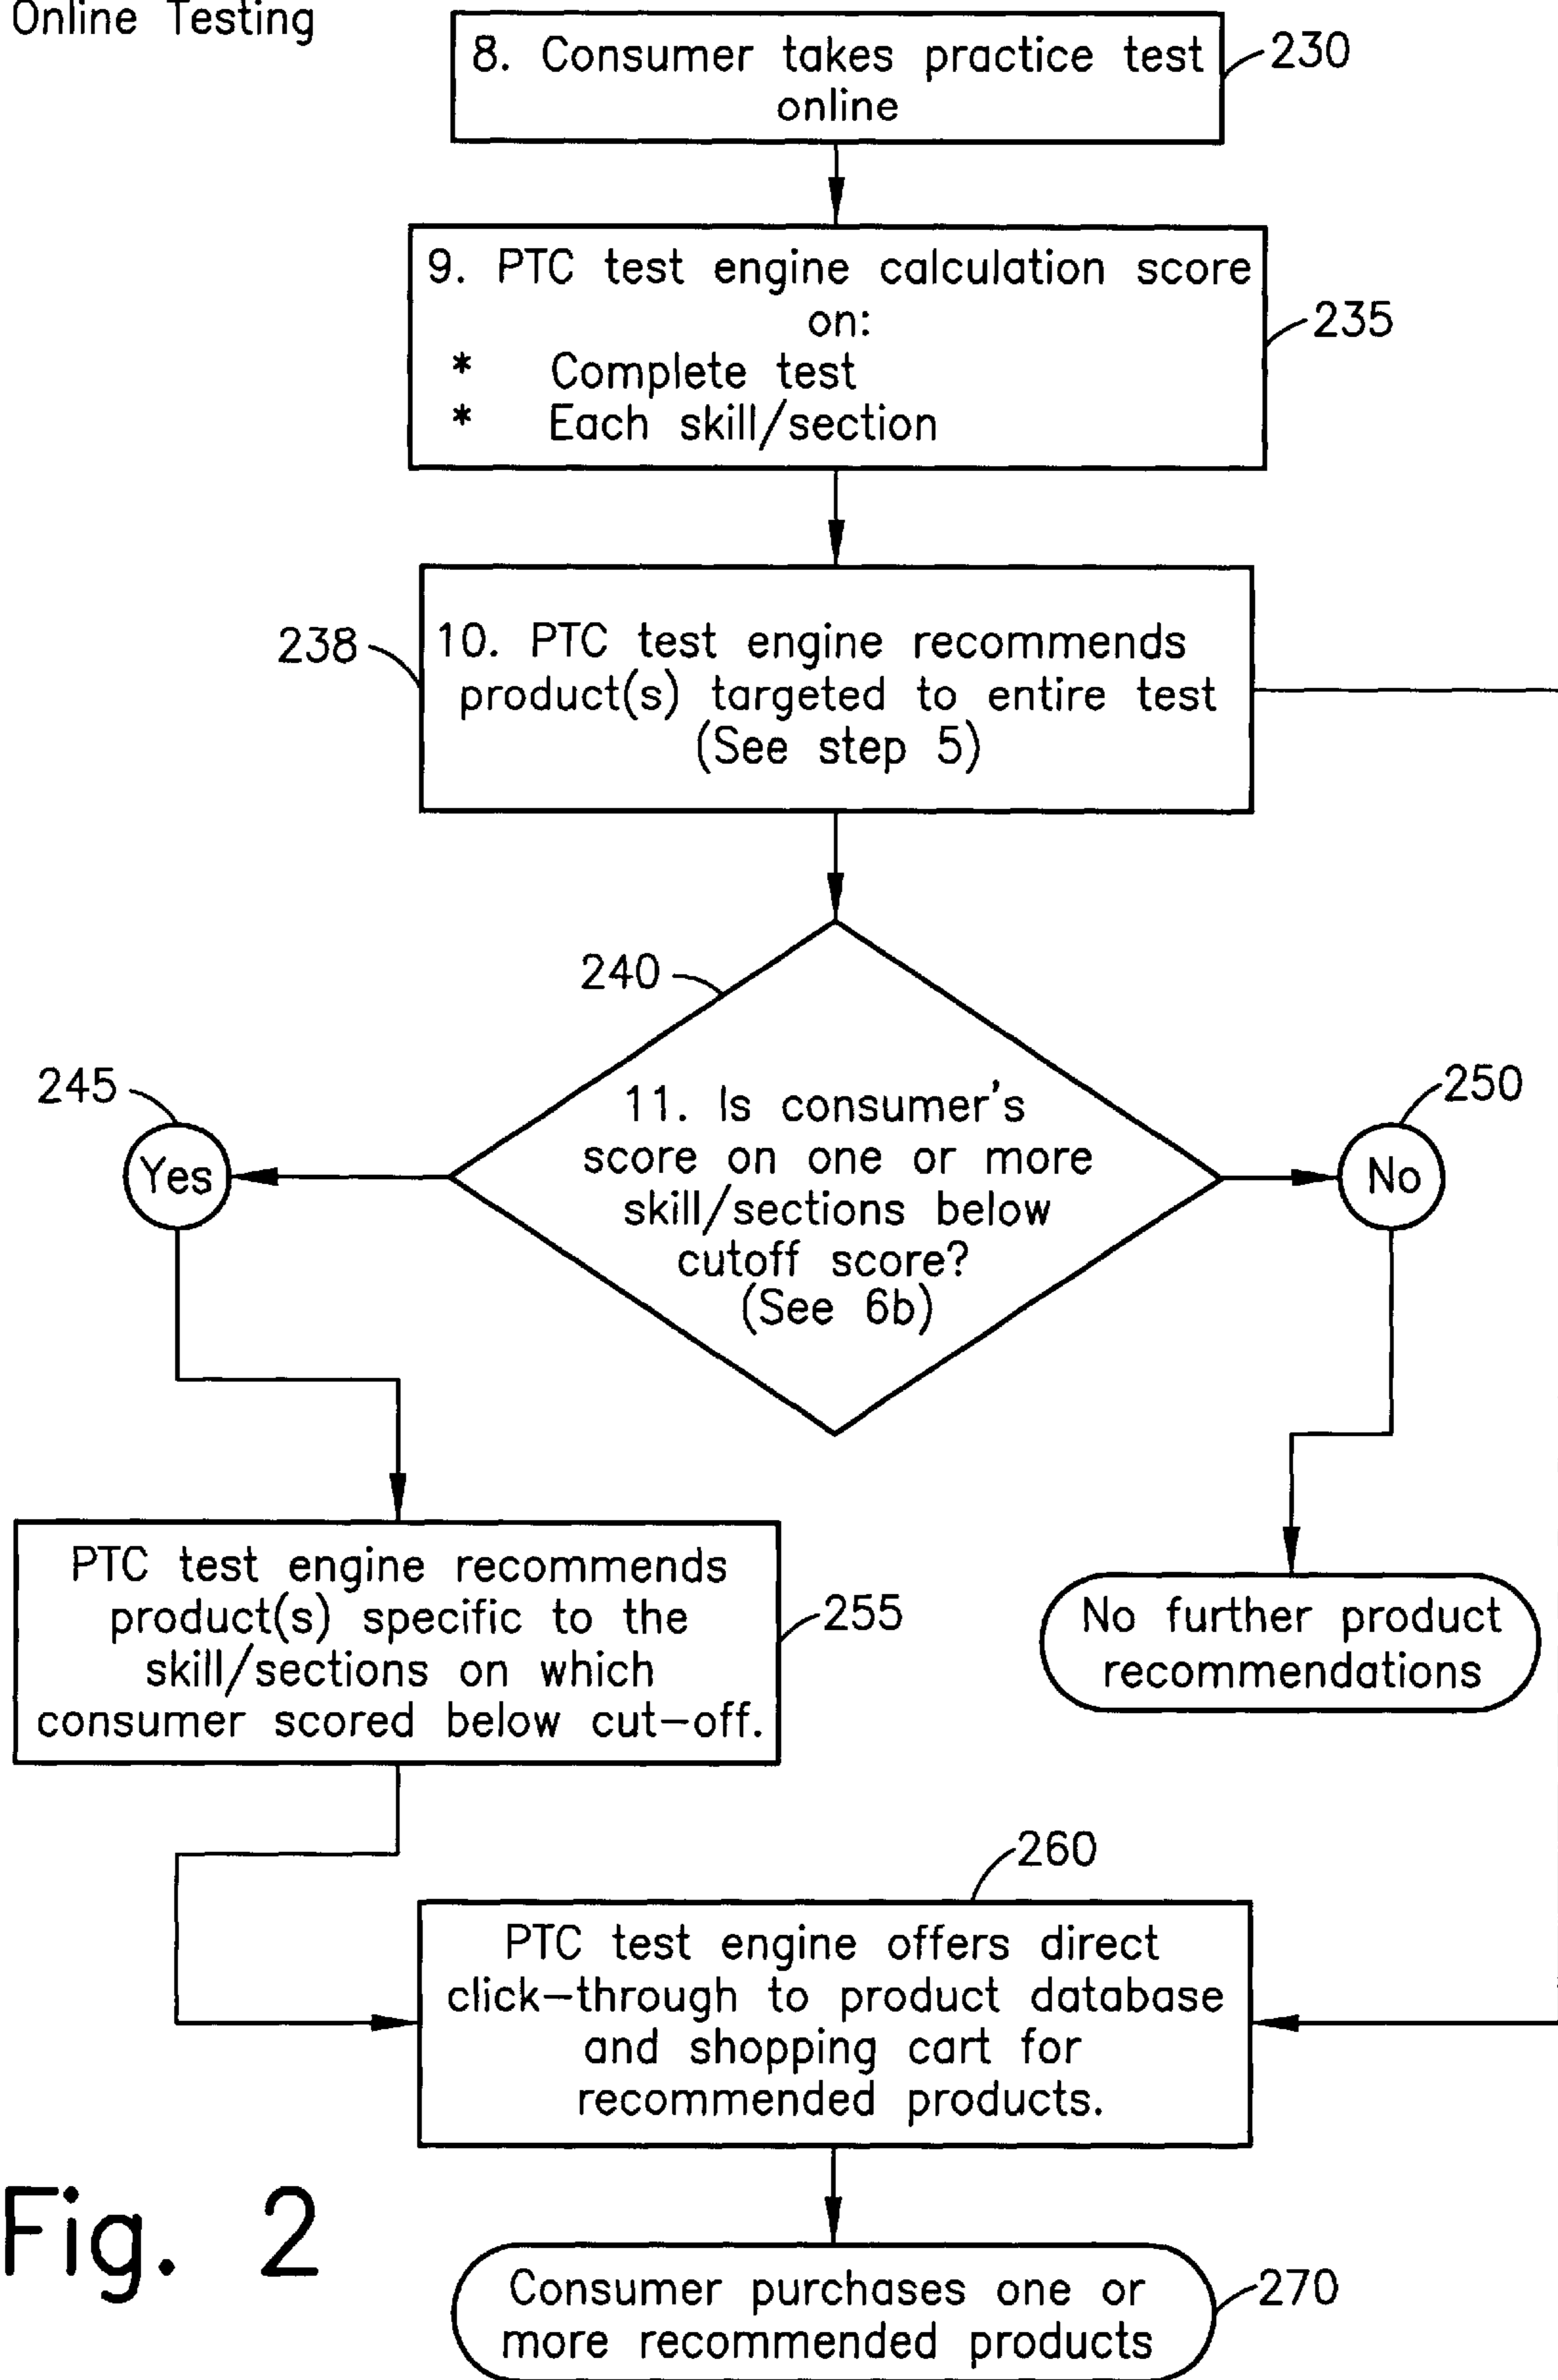 Online Testing
8. Consumer takes practice test
online
230
9. PTC test engine calculation score
on:
* Complete test
* Each skill/section
235
238
10. PTC test engine recommends
product(s) targeted to entire test
(See step 5)
240
245
Yes
11. Is consumer's
score on one or more
skill/sections below
cutoff score?
(See 6b)
250
No
PTC test engine recommends
product(s) specific to the
skill/sections on which
consumer scored below cut-off.
255
No further product
recommendations
260
PTC test engine offers direct
click-through to product database
and shopping cart for
recommended products.
Fig. 2
Consumer purchases one or
more recommended products
270